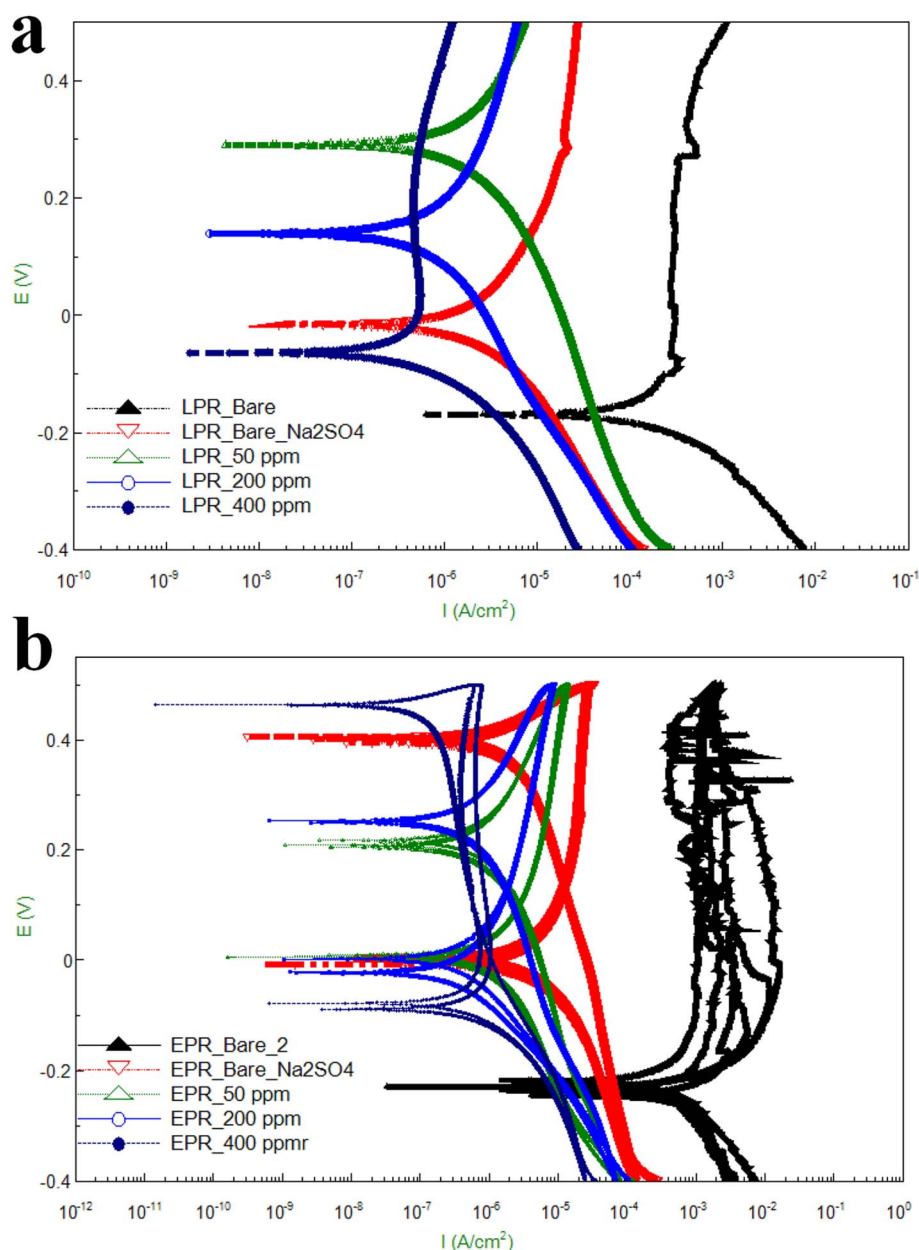 a
0.4
0.2
0
-0.2
-0.4
E (V)
LPR_Bare
LPR_Bare_Na2SO4
LPR_50 ppm
LPR_200 ppm
LPR_400 ppm
10-10 10-9 10-8 10-7 10-6 10-5 10-4 10-3 10-2 10-1
I (A/cm2)
b
0.4
0.2
0
-0.2
-0.4
E (V)
EPR_Bare_2
EPR_Bare_Na2SO4
EPR_50 ppm
EPR_200 ppm
EPR_400 ppmr
10-12 10-11 10-10 10-9 10-8 10-7 10-6 10-5 10-4 10-3 10-2 10-1 100
I (A/cm2)